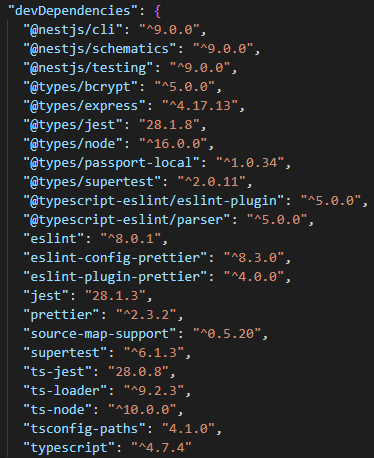 "devDependencies": {
"@nestjs/cli": "^9.0.0",
"@nestjs/schematics": "^9.0.0",
"@nestjs/testing": "^9.0.0",
"@types/bcrypt": "^5.0.0",
"@types/express": "^4.17.13",
"@types/jest": "28.1.8",
"@types/node": "^16.0.0",
"@types/passport-local": "^1.0.34",
"@types/supertest": "^2.0.11",
"@typescript-eslint/eslint-plugin": "^5.0.0",
"@typescript-eslint/parser": "^5.0.0",
"eslint": "^8.0.1",
"eslint-config-prettier": "^8.3.0",
"eslint-plugin-prettier": "^4.0.0",
"jest": "28.1.3",
"prettier": "^2.3.2",
"source-map-support": "^0.5.20",
"supertest": "^6.1.3",
"ts-jest": "28.0.8",
"ts-loader": "^9.2.3",
"ts-node": "^10.0.0",
"tsconfig-paths": "4.1.0",
"typescript": "^4.7.4"